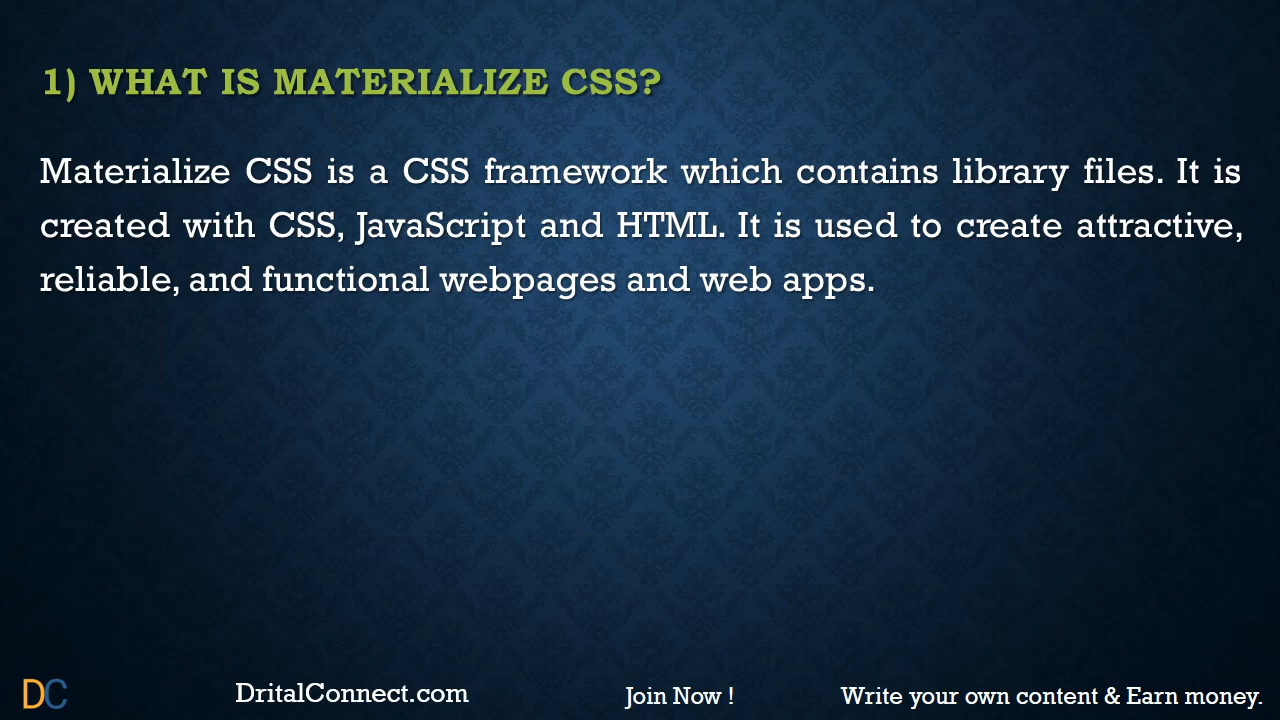 1) WHAT IS MATERIALIZE CSS?
Materialize CSS is a CSS framework which contains library files. It is
created with CSS, JavaScript and HTML. It is used to create attractive,
reliable, and functional webpages and web apps.
DC
DritalConnect.com
Join Now !
Write your own content & Earn money.